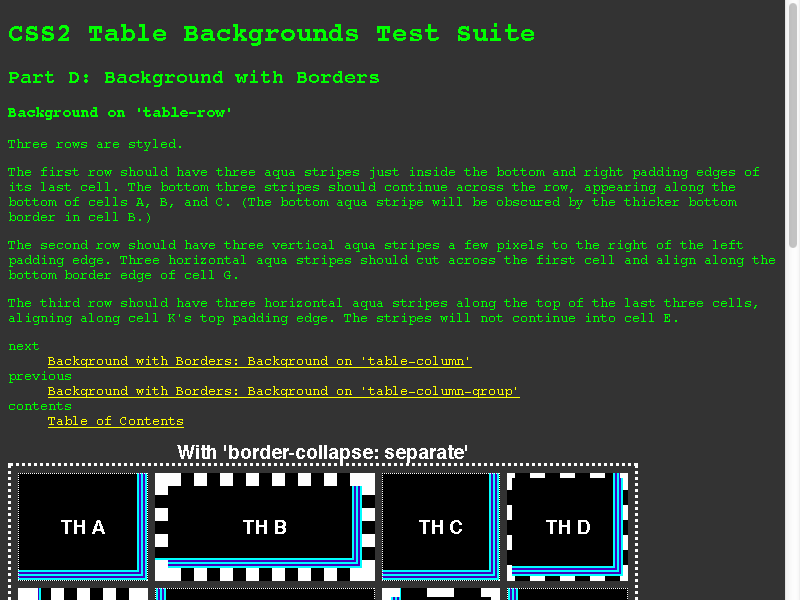 CSS2 Table Backgrounds Test Suite
Part D: Background with Borders
Background on 'table-row'
Three rows are styled.
The first row should have three aqua stripes just inside the bottom and right padding edges of
its last cell. The bottom three stripes should continue across the row, appearing along the
bottom of cells A, B, and C. (The bottom aqua stripe will be obscured by the thicker bottom
border in cell B.)
The second row should have three vertical aqua stripes a few pixels to the right of the left
padding edge. Three horizontal aqua stripes should cut across the first cell and align along the
bottom border edge of cell G.
The third row should have three horizontal aqua stripes along the top of the last three cells,
aligning along cell K's top padding edge. The stripes will not continue into cell E.
next
Background with Borders: Background on 'table-column'
previous
Background with Borders: Background on 'table-column-group'
contents
Table of Contents
With 'border-collapse: separate'
TH A TH B TH C TH D